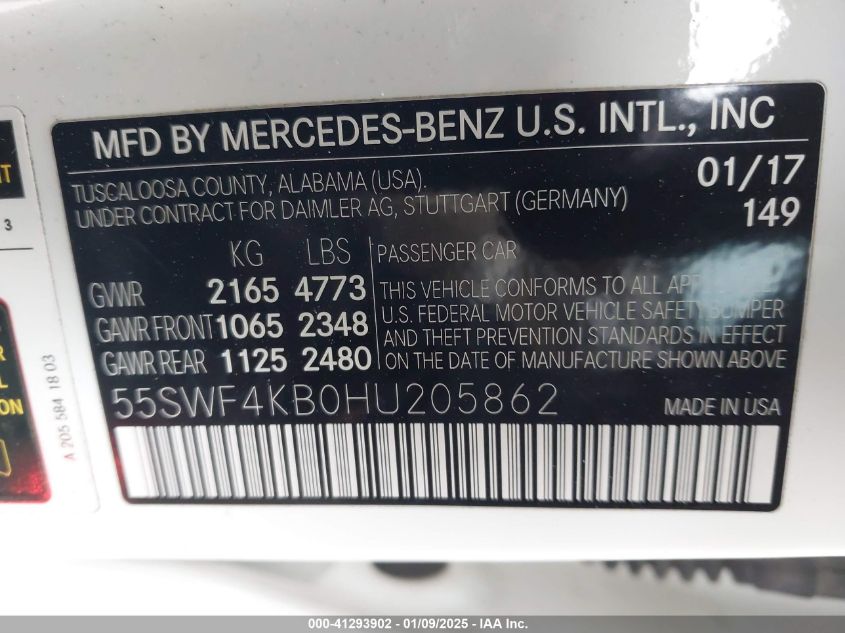 MFD BY MERCEDES-BENZ U.S. INTL., INC
TUSCALOOSA COUNTY, ALABAMA (USA). 01/17
UNDER CONTRACT FOR DAIMLER AG, STUTTGART (GERMANY) 149
KG LBS PASSENGER CAR
GVWR 2165 4773 THIS VEHICLE CONFORMS TO ALL
GAWR FRONT 1065 2348 U.S. FEDERAL MOTOR VEHICLE SAFETY, BUMPER
AND THEFT PREVENTION STANDARDS IN EFFECT
GAWR REAR 1125 2480 ON THE DATE OF MANUFACTURE SHOWN ABOVE
55SWF4KB0HU205862 MADE IN USA
A 205 584 18 03
3
000-41293902 - 01/09/2025 - IAA Inc.